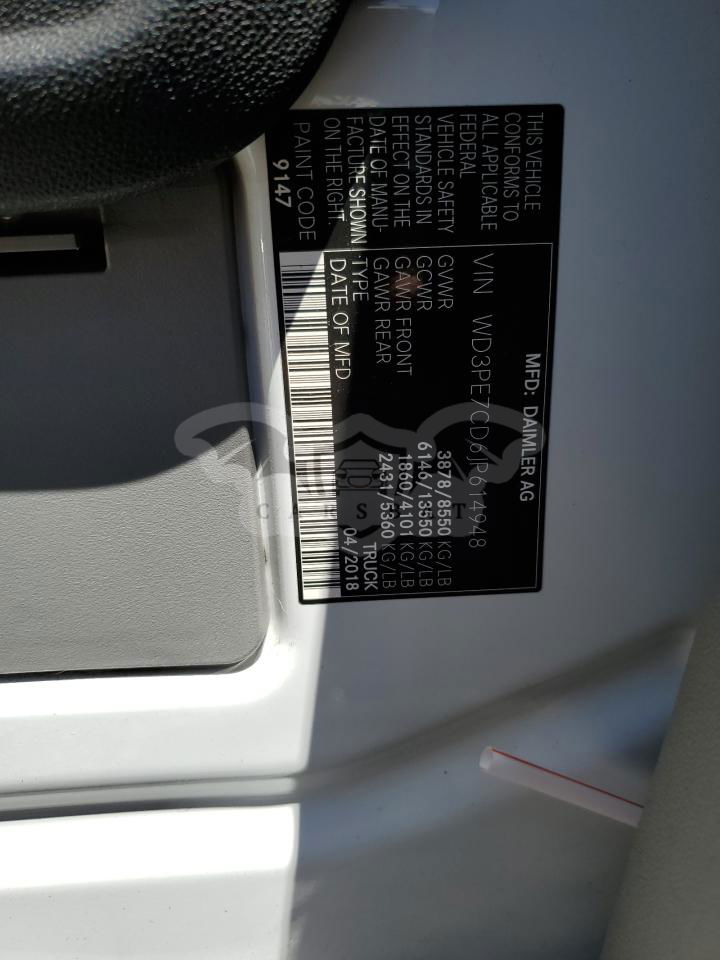 THIS VEHICLE
CONFORMS TO
ALL APPLICABLE
FEDERAL
VEHICLE SAFETY
STANDARDS IN
EFFECT ON THE
DATE OF MANU-
FACTURE SHOWN
ON THE RIGHT
PAINT CODE
9147
MFD: DAIMLER AG
VIN WD3PE7CD6JP614948
GVWR 3878/8550 KG/LB
GCWR 6146/13550 KG/LB
GAWR FRONT 1860/4101 KG/LB
GAWR REAR 2431/5360 KG/LB
TYPE TRUCK
DATE OF MFD 04/2018